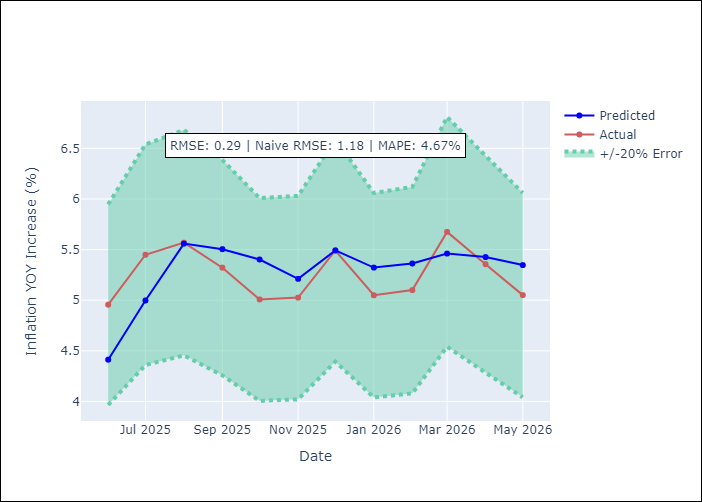 RMSE: 0.29 | Naive RMSE: 1.18 | MAPE: 4.67%
Predicted
Actual
+/-20% Error
Inflation YOY Increase (%)
6.5
6
5.5
5
4.5
4
Jul 2025
Sep 2025
Nov 2025
Jan 2026
Mar 2026
May 2026
Date